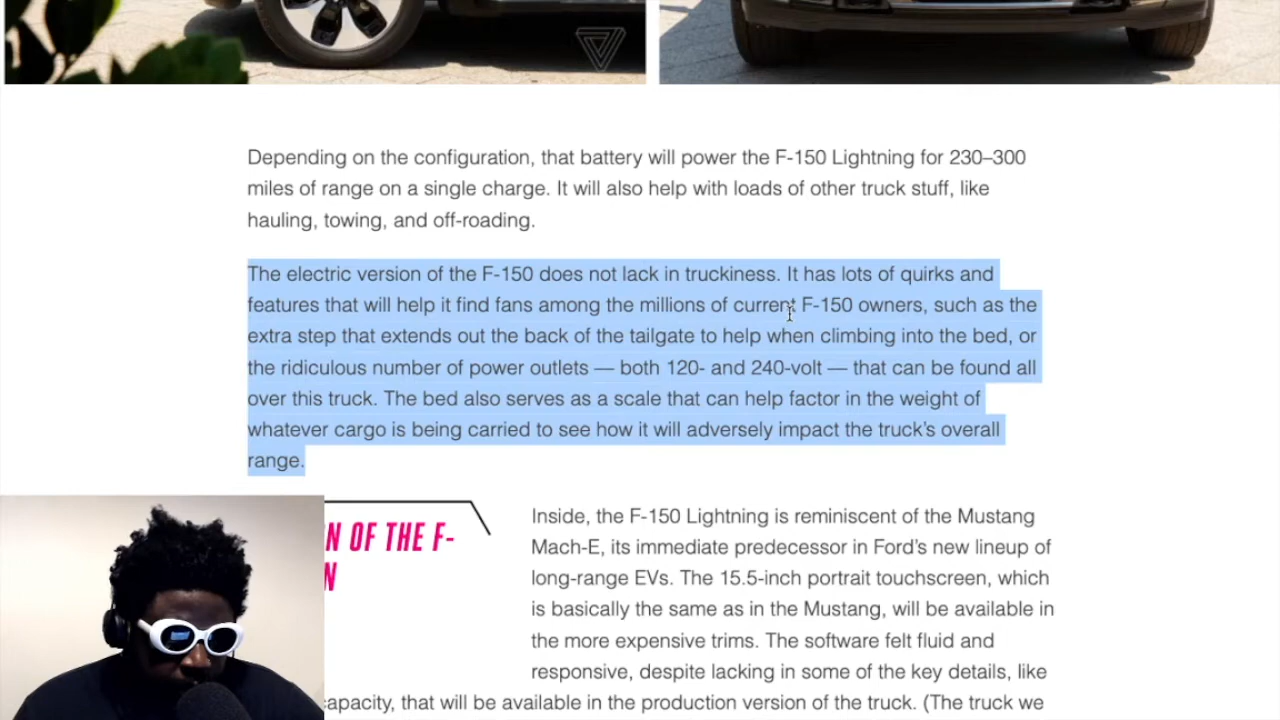 Depending on the configuration, that battery will power the F-150 Lightning for 230–300
miles of range on a single charge. It will also help with loads of other truck stuff, like
hauling, towing, and off-roading.
The electric version of the F-150 does not lack in truckiness. It has lots of quirks and
features that will help it find fans among the millions of current F-150 owners, such as the
extra step that extends out the back of the tailgate to help when climbing into the bed, or
the ridiculous number of power outlets — both 120- and 240-volt — that can be found all
over this truck. The bed also serves as a scale that can help factor in the weight of
whatever cargo is being carried to see how it will adversely impact the truck's overall
range.
N OF THE F-
N
Inside, the F-150 Lightning is reminiscent of the Mustang
Mach-E, its immediate predecessor in Ford's new lineup of
long-range EVs. The 15.5-inch portrait touchscreen, which
is basically the same as in the Mustang, will be available in
the more expensive trims. The software felt fluid and
responsive, despite lacking in some of the key details, like
capacity, that will be available in the production version of the truck. (The truck we